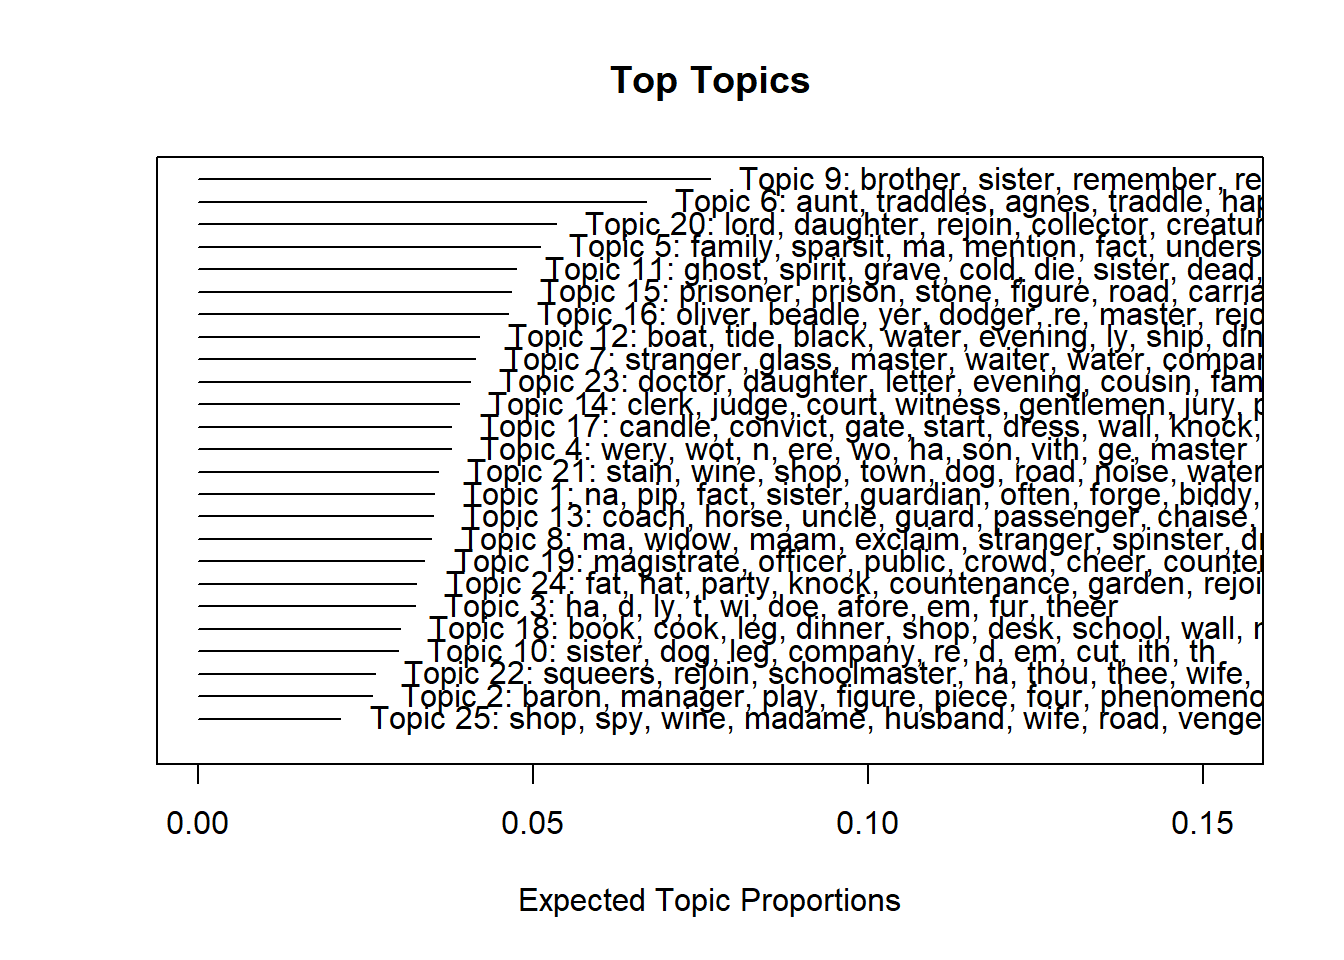 Top Topics
Topic 9: brother, sister, remember, re
Topic 6: aunt, traddles, agnes, traddle, hap
Topic 20: lord, daughter, rejoin, collector, creatur
Topic 5: family, sparsit, ma, mention, fact, unders
Topic 11: ghost, spirit, grave, cold, die, sister, dead,
Topic 15: prisoner, prison, stone, figure, road, carria
Topic 16: oliver, beadle, yer, dodger, re, master, rejo
Topic 12: boat, tide, black, water, evening, ly, ship, din
Topic 7: stranger, glass, master, waiter, water, compan
Topic 23: doctor, daughter, letter, evening, cousin, fam
Topic 14: clerk, judge, court, witness, gentlemen, jury, p
Topic 17: candle, convict, gate, start, dress, wall, knock,
Topic 4: wery, wot, n, ere, wo, ha, son, vith, ge, master
Topic 21: stain, wine, shop, town, dog, road, noise, water
Topic 1: na, pip, fact, sister, guardian, often, forge, biddy,
Topic 13: coach, horse, uncle, guard, passenger, chaise,
Topic 8: ma, widow, maam, exclaim, stranger, spinster, dr
Topic 19: magistrate, officer, public, crowd, cheer, counten
Topic 24: fat, hat, party, knock, countenance, garden, rejoi
Topic 3: ha, d, ly, t, wi, doe, afore, em, fur, theer
Topic 18: book, cook, leg, dinner, shop, desk, school, wall, r
Topic 10: sister, dog, leg, company, re, d, em, cut, ith, th
Topic 22: squeers, rejoin, schoolmaster, ha, thou, thee, wife,
Topic 2: baron, manager, play, figure, piece, four, phenomeno
Topic 25: shop, spy, wine, madame, husband, wife, road, venge
0.00 0.05 0.10 0.15
Expected Topic Proportions